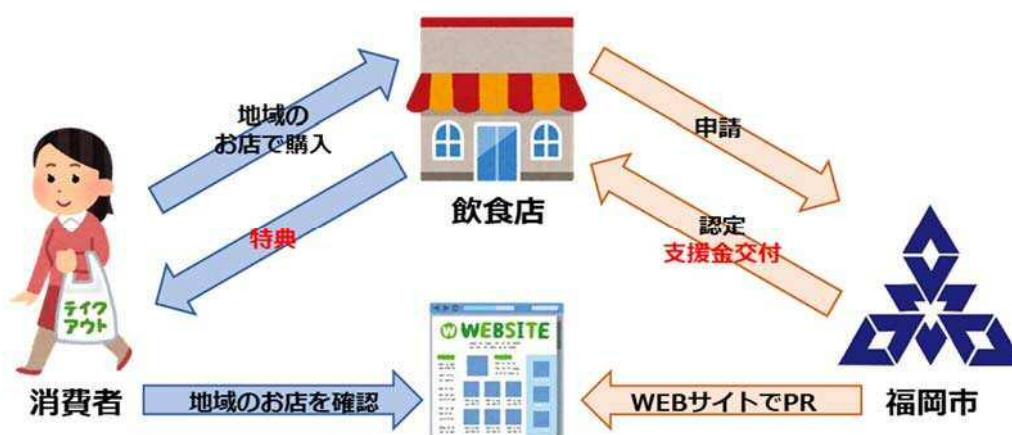 地域の
お店で購入
申請
飲食店
特典
認定
支援金交付
テイク
アウト
WEBSITE
消費者
地域のお店を確認
WEBサイトでPR
福岡市